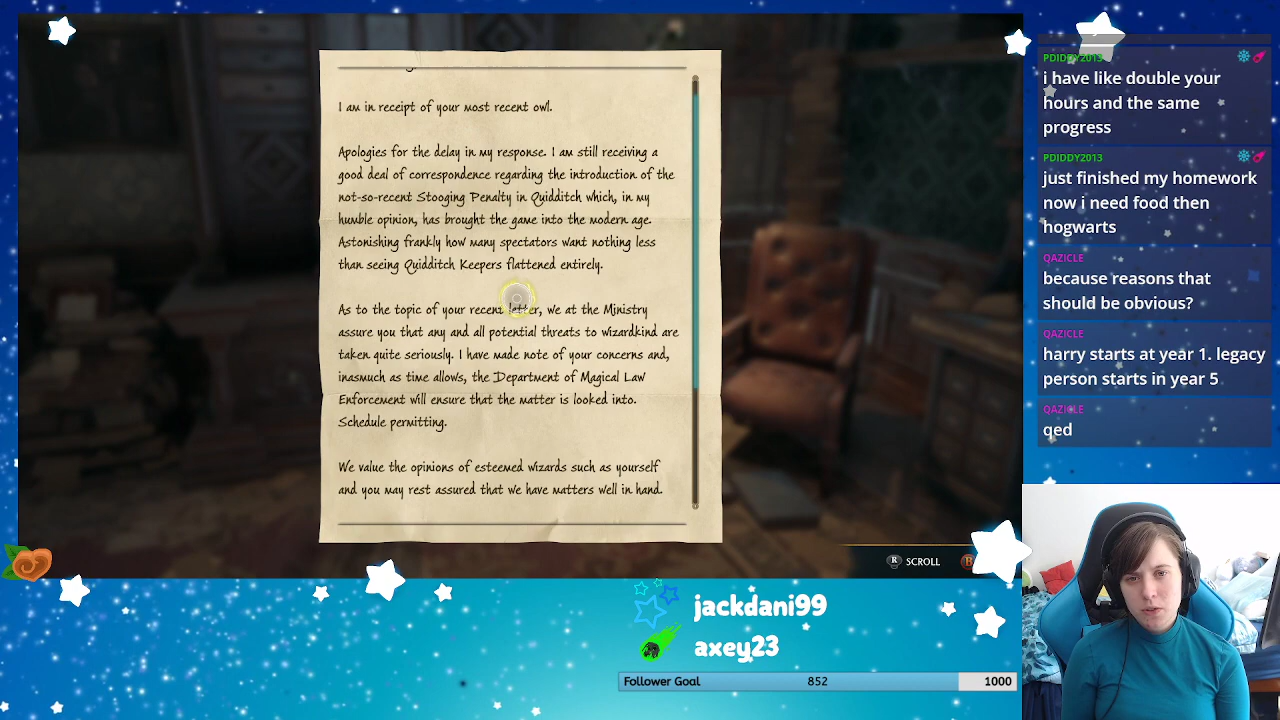 I am in receipt of your most recent owl.
Apologies for the delay in my response. I am still receiving a
good deal of correspondence regarding the introduction of the
not-so-recent Stooging Penalty in Quidditch which, in my
humble opinion, has brought the game into the modern age.
Astonishing frankly how many spectators want nothing less
than seeing Quidditch Keepers flattened entirely.
As to the topic of your recent letter, we at the Ministry
assure you that any and all potential threats to wizardkind are
taken quite seriously. I have made note of your concerns and,
inasmuch as time allows, the Department of Magical Law
Enforcement will ensure that the matter is looked into.
Schedule permitting.
We value the opinions of esteemed wizards such as yourself
and you may rest assured that we have matters well in hand.
R SCROLL
B
PDIDDY2013
i have like double your
hours and the same
progress
PDIDDY2013
just finished my homework
now i need food then
hogwarts
QAZICLE
because reasons that
should be obvious?
QAZICLE
harry starts at year 1. legacy
person starts in year 5
QAZICLE
qed
jackdani99
axey23
Follower Goal 852 1000